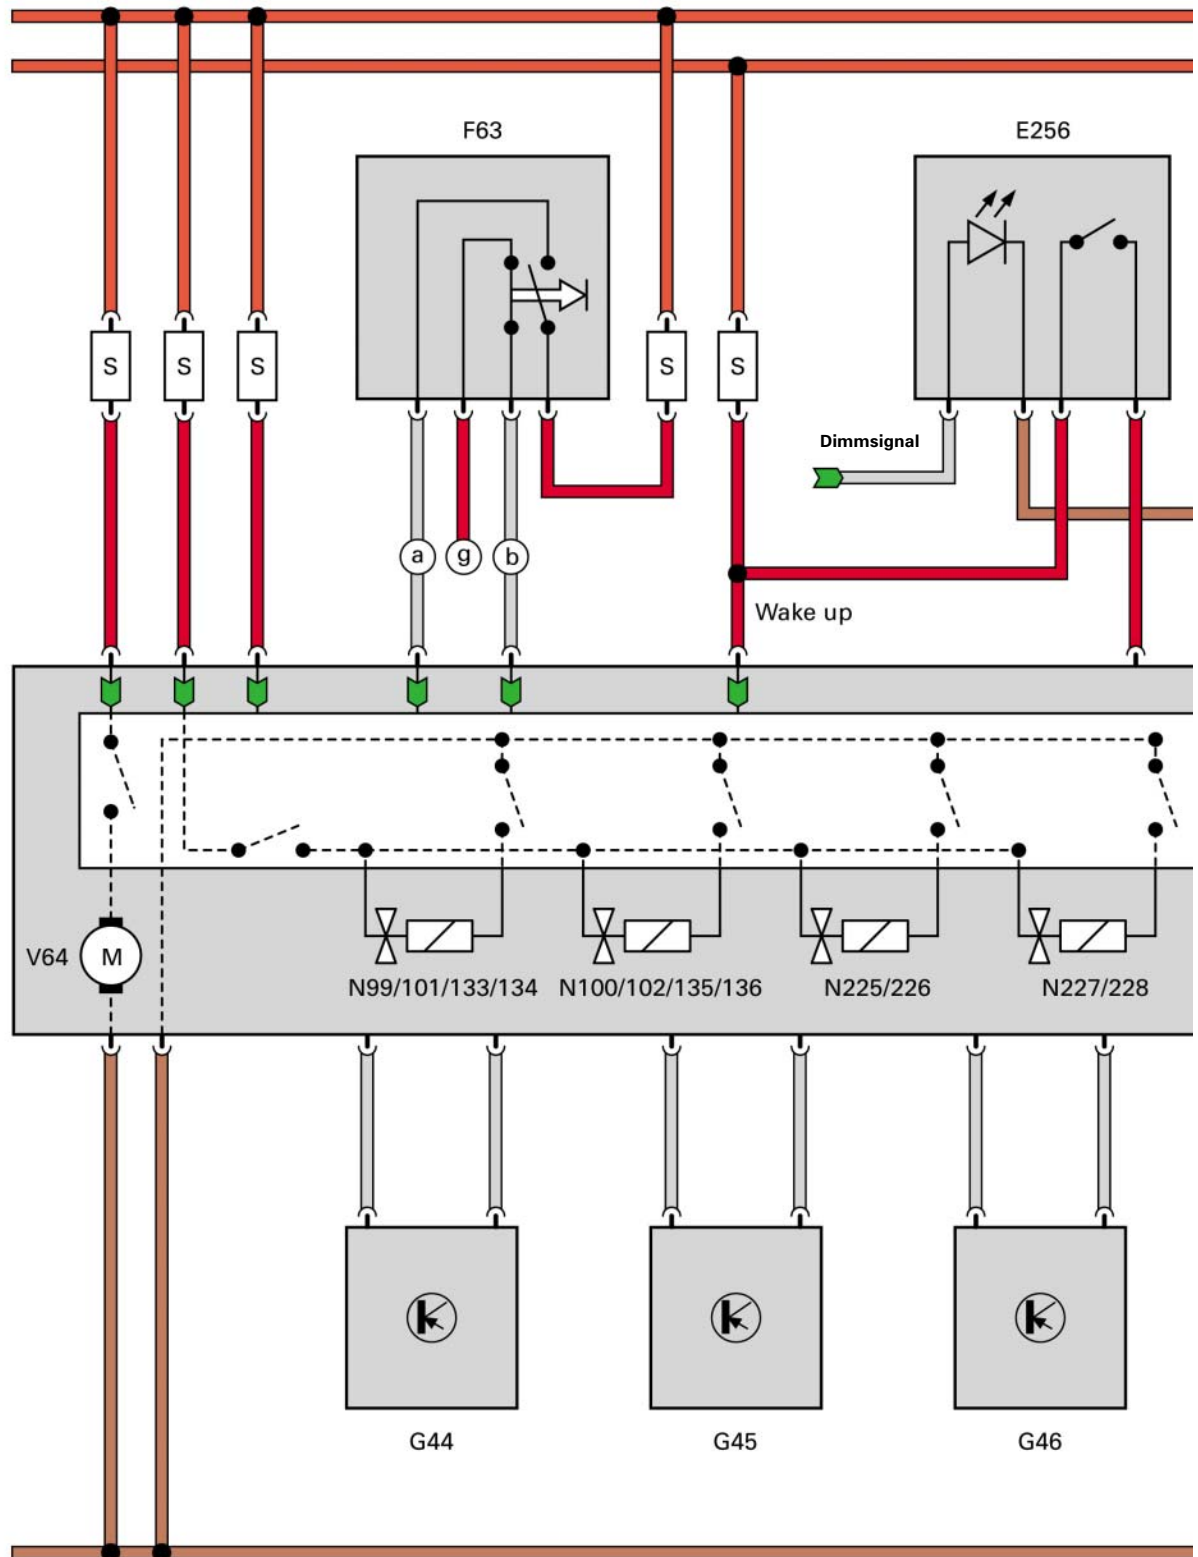 F63
E256
S
S
S
S
S
Dimmsignal
a
g
b
Wake up
V64
M
N99/101/133/134
N100/102/135/136
N225/226
N227/228
G44
G45
G46